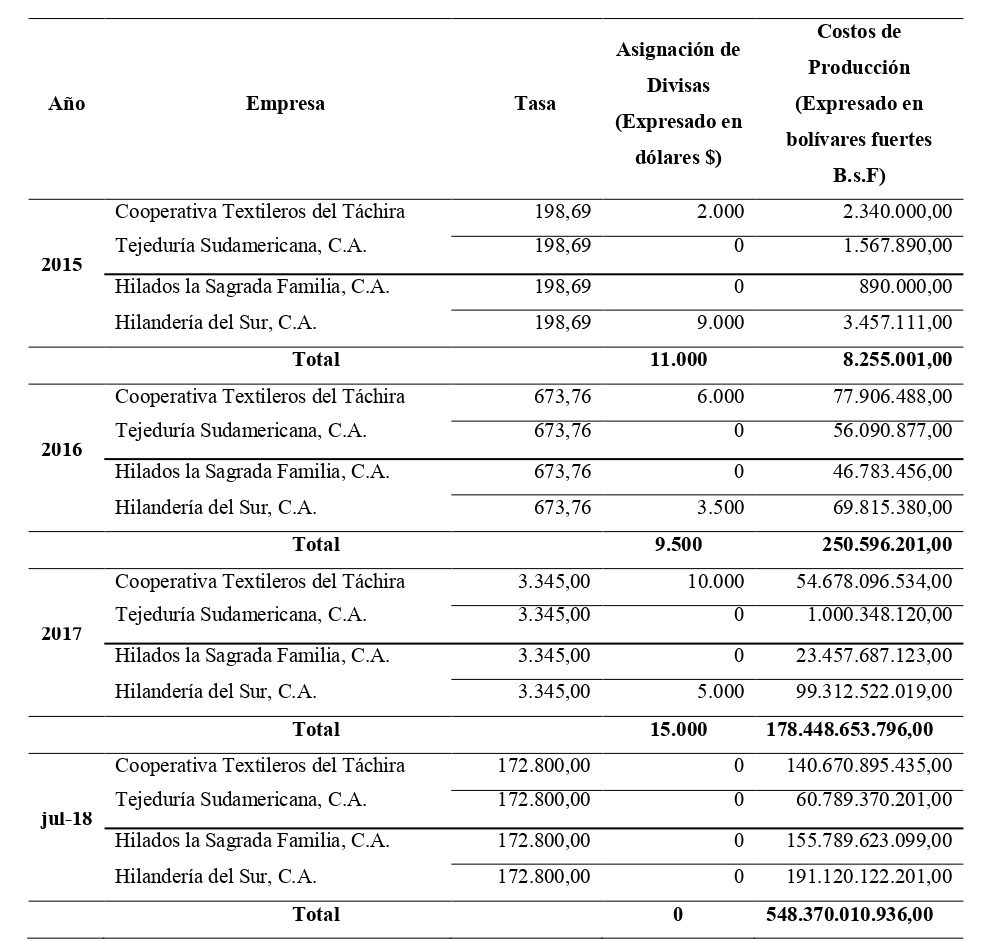 Año Empresa Tasa Asignación de Divisas (Expresado en dólares $) Costos de Producción (Expresado en bolívares fuertes B.s.F)
2015
Cooperativa Textileros del Táchira 198,69 2.000 2.340.000,00
Tejeduría Sudamericana, C.A. 198,69 0 1.567.890,00
Hilados la Sagrada Familia, C.A. 198,69 0 890.000,00
Hilandería del Sur, C.A. 198,69 9.000 3.457.111,00
Total 11.000 8.255.001,00
2016
Cooperativa Textileros del Táchira 673,76 6.000 77.906.488,00
Tejeduría Sudamericana, C.A. 673,76 0 56.090.877,00
Hilados la Sagrada Familia, C.A. 673,76 0 46.783.456,00
Hilandería del Sur, C.A. 673,76 3.500 69.815.380,00
Total 9.500 250.596.201,00
2017
Cooperativa Textileros del Táchira 3.345,00 10.000 54.678.096.534,00
Tejeduría Sudamericana, C.A. 3.345,00 0 1.000.348.120,00
Hilados la Sagrada Familia, C.A. 3.345,00 0 23.457.687.123,00
Hilandería del Sur, C.A. 3.345,00 5.000 99.312.522.019,00
Total 15.000 178.448.653.796,00
jul-18
Cooperativa Textileros del Táchira 172.800,00 0 140.670.895.435,00
Tejeduría Sudamericana, C.A. 172.800,00 0 60.789.370.201,00
Hilados la Sagrada Familia, C.A. 172.800,00 0 155.789.623.099,00
Hilandería del Sur, C.A. 172.800,00 0 191.120.122.201,00
Total 0 548.370.010.936,00